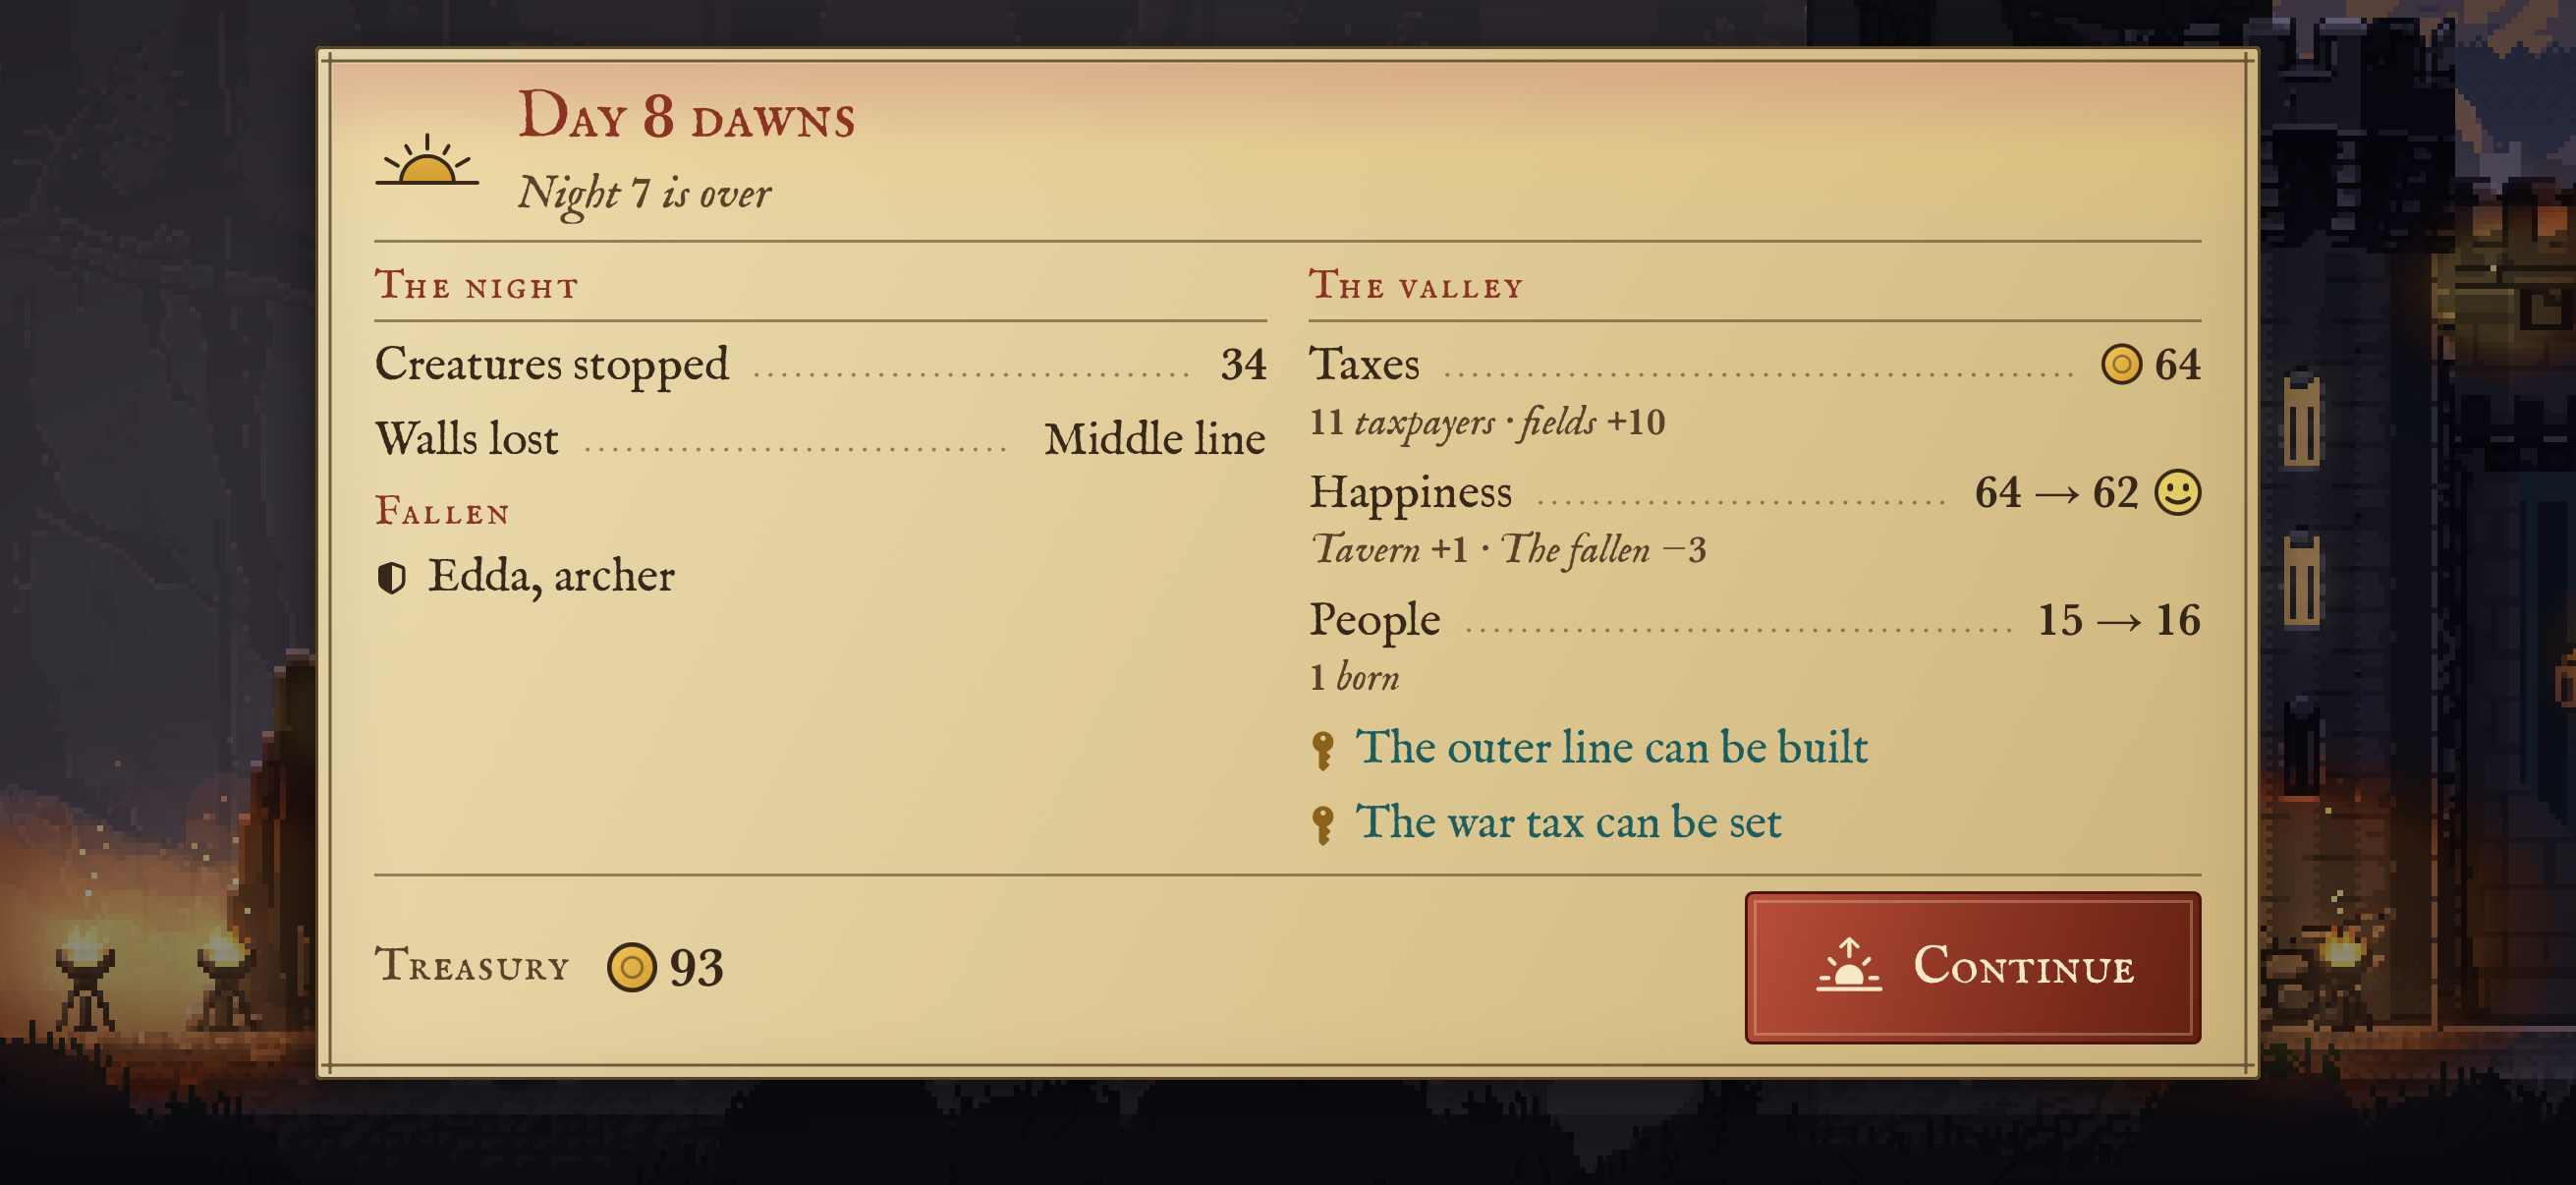 Day 8 dawns
Night 7 is over
The night
Creatures stopped 34
Walls lost Middle line
Fallen
Edda, archer
The valley
Taxes 64
11 taxpayers · fields +10
Happiness 64 → 62
Tavern +1 · The fallen −3
People 15 → 16
1 born
The outer line can be built
The war tax can be set
Treasury 93
Continue